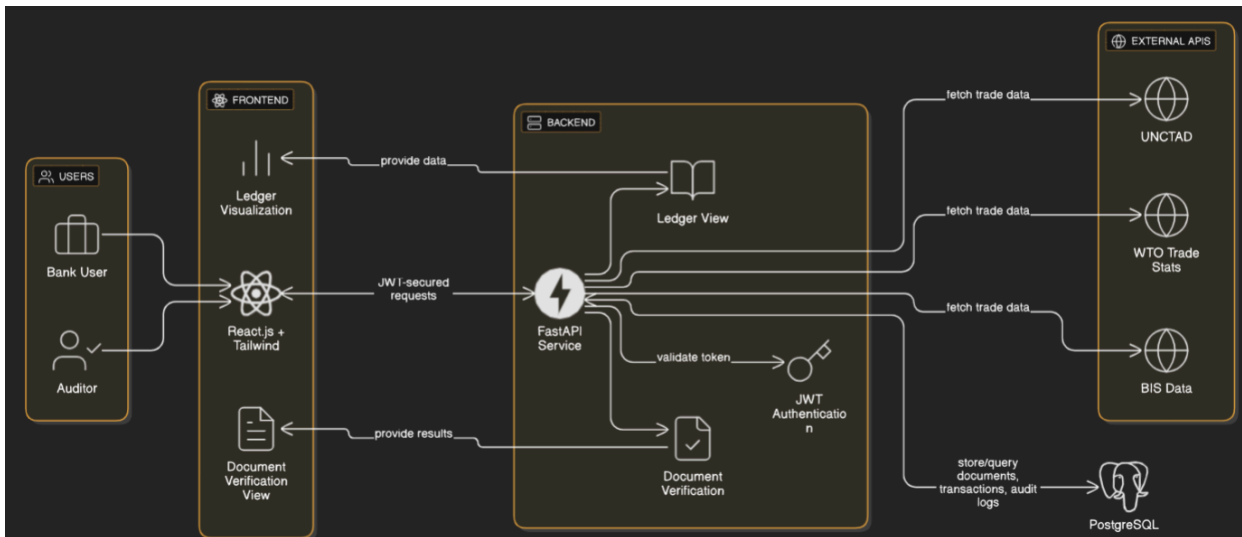 USERS
Bank User
Auditor
FRONTEND
Ledger
Visualization
React.js +
Tailwind
Document
Verification
View
provide data
JWT-secured
requests
provide results
BACKEND
Ledger View
FastAPI
Service
validate token
JWT
Authenticatio
n
Document
Verification
fetch trade data
fetch trade data
fetch trade data
store/query
documents,
transactions, audit
logs
EXTERNAL APIS
UNCTAD
WTO Trade
Stats
BIS Data
PostgreSQL